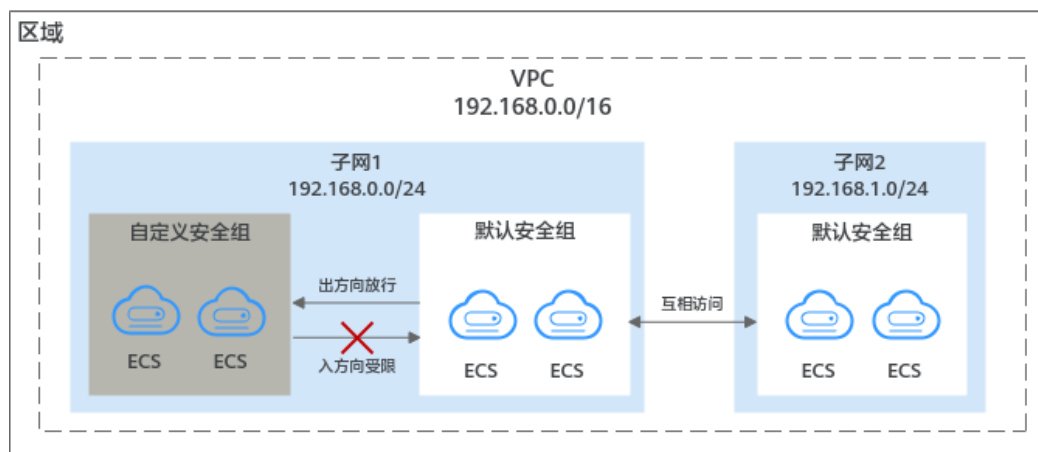 区域
VPC
192.168.0.0/16
子网1
192.168.0.0/24
子网2
192.168.1.0/24
自定义安全组
默认安全组
默认安全组
出方向放行
入方向受限
互相访问
ECS
ECS
ECS
ECS
ECS
ECS